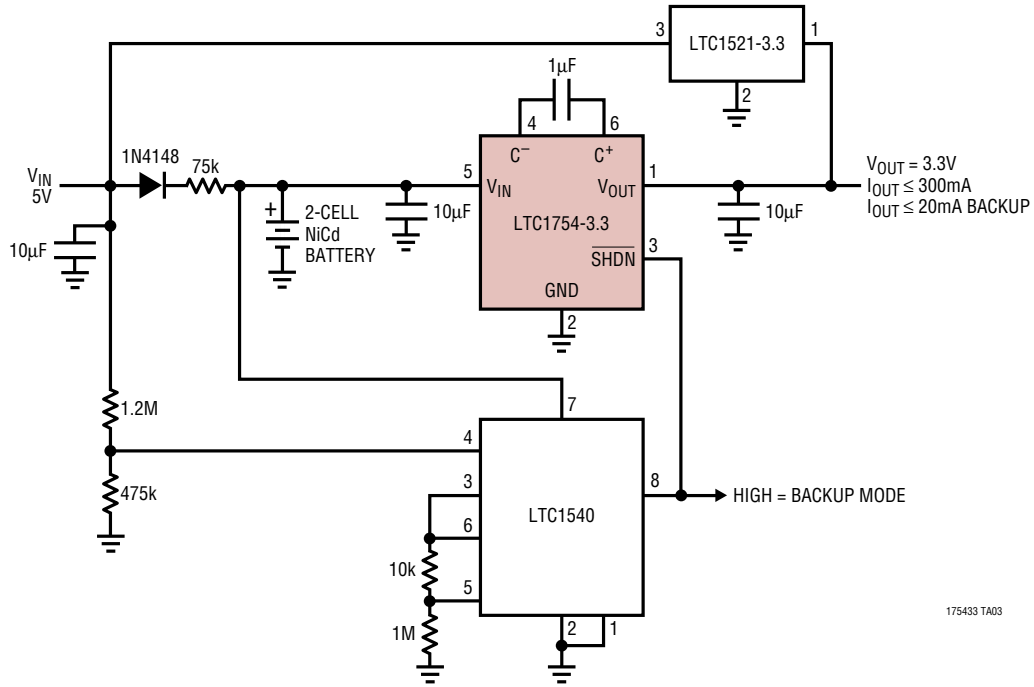 3
LTC1521-3.3
1
2
1µF
4
6
C−
C+
1N4148
75k
VIN
5V
5
VIN
VOUT
1
LTC1754-3.3
VOUT = 3.3V
IOUT ≤ 300mA
IOUT ≤ 20mA BACKUP
10µF
+
2-CELL
NiCd
BATTERY
10µF
10µF
SHDN
3
GND
2
7
1.2M
4
475k
3
8
HIGH = BACKUP MODE
LTC1540
6
10k
5
1M
2
1
175433 TA03